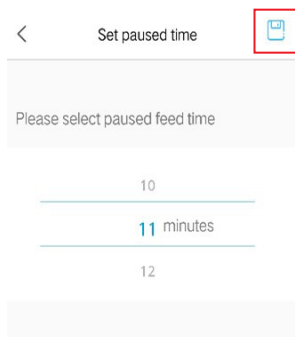 Set paused time
Please select paused feed time
10
11 minutes
12